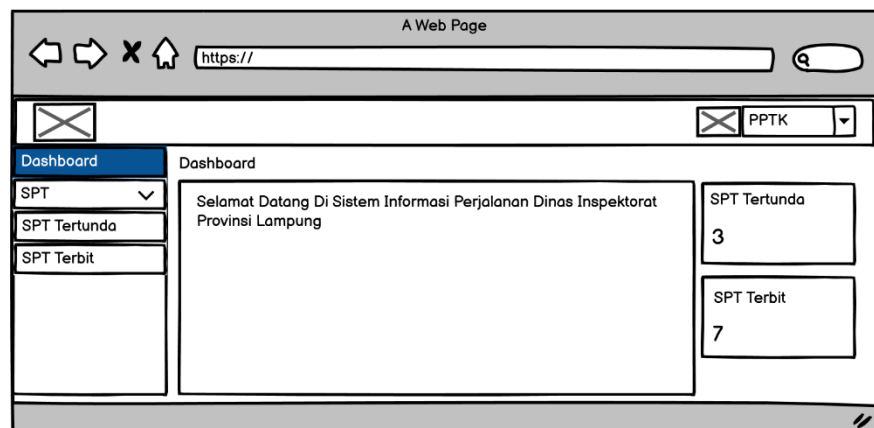 A Web Page
https://
PPTK
Dashboard
SPT
SPT Tertunda
SPT Terbit
Dashboard
Selamat Datang Di Sistem Informasi Perjalanan Dinas Inspektorat
Provinsi Lampung
SPT Tertunda
3
SPT Terbit
7